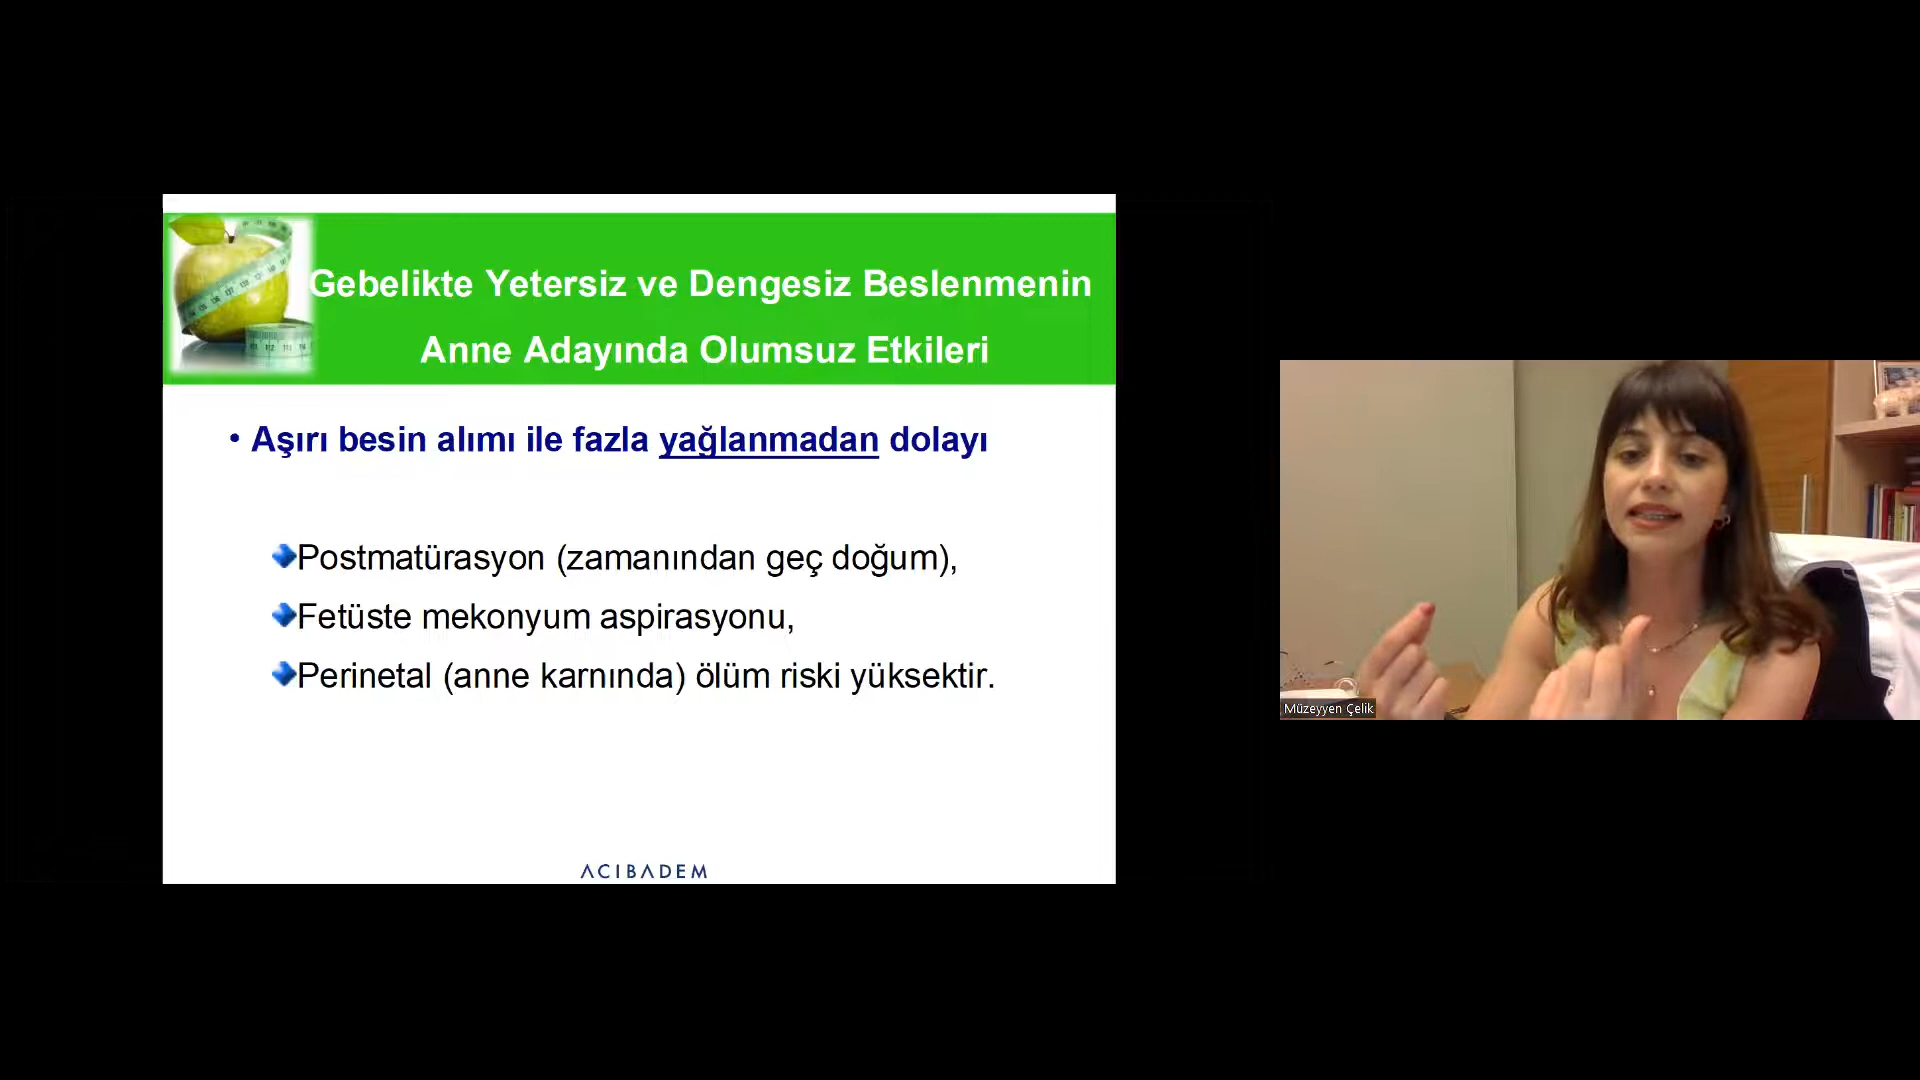 Gebelikte Yetersiz ve Dengesiz Beslenmenin
Anne Adayında Olumsuz Etkileri
• Aşırı besin alımı ile fazla yağlanmadan dolayı
Postmatürasyon (zamanından geç doğum),
Fetüste mekonyum aspirasyonu,
Perinetal (anne karnında) ölüm riski yüksektir.
ACIBADEM
Müzeyyen Çelik